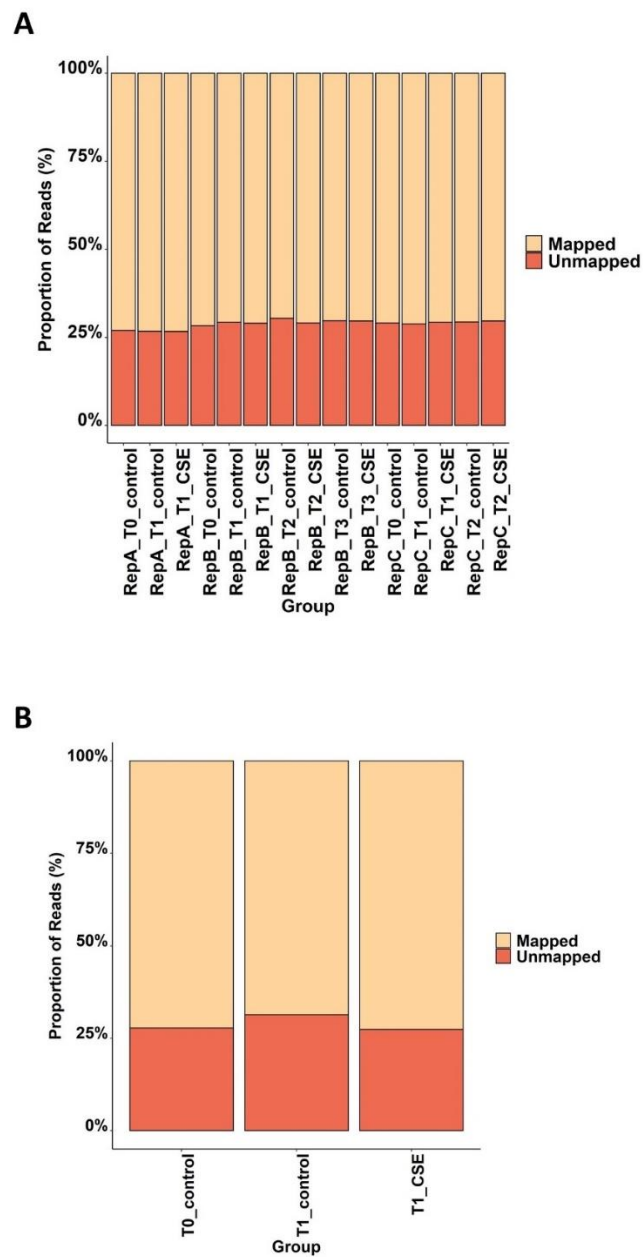 A
100%
75%
50%
25%
0%
Proportion of Reads (%)
Mapped
Unmapped
RepA_T0_control
RepA_T1_control
RepA_T1_CSE
RepB_T0_control
RepB_T1_control
RepB_T1_CSE
RepB_T2_control
RepB_T2_CSE
RepB_T3_control
RepB_T3_CSE
RepC_T0_control
RepC_T1_control
RepC_T1_CSE
RepC_T2_control
RepC_T2_CSE
Group
B
100%
75%
50%
25%
0%
Proportion of Reads (%)
Mapped
Unmapped
T0_control
T1_control
T1_CSE
Group